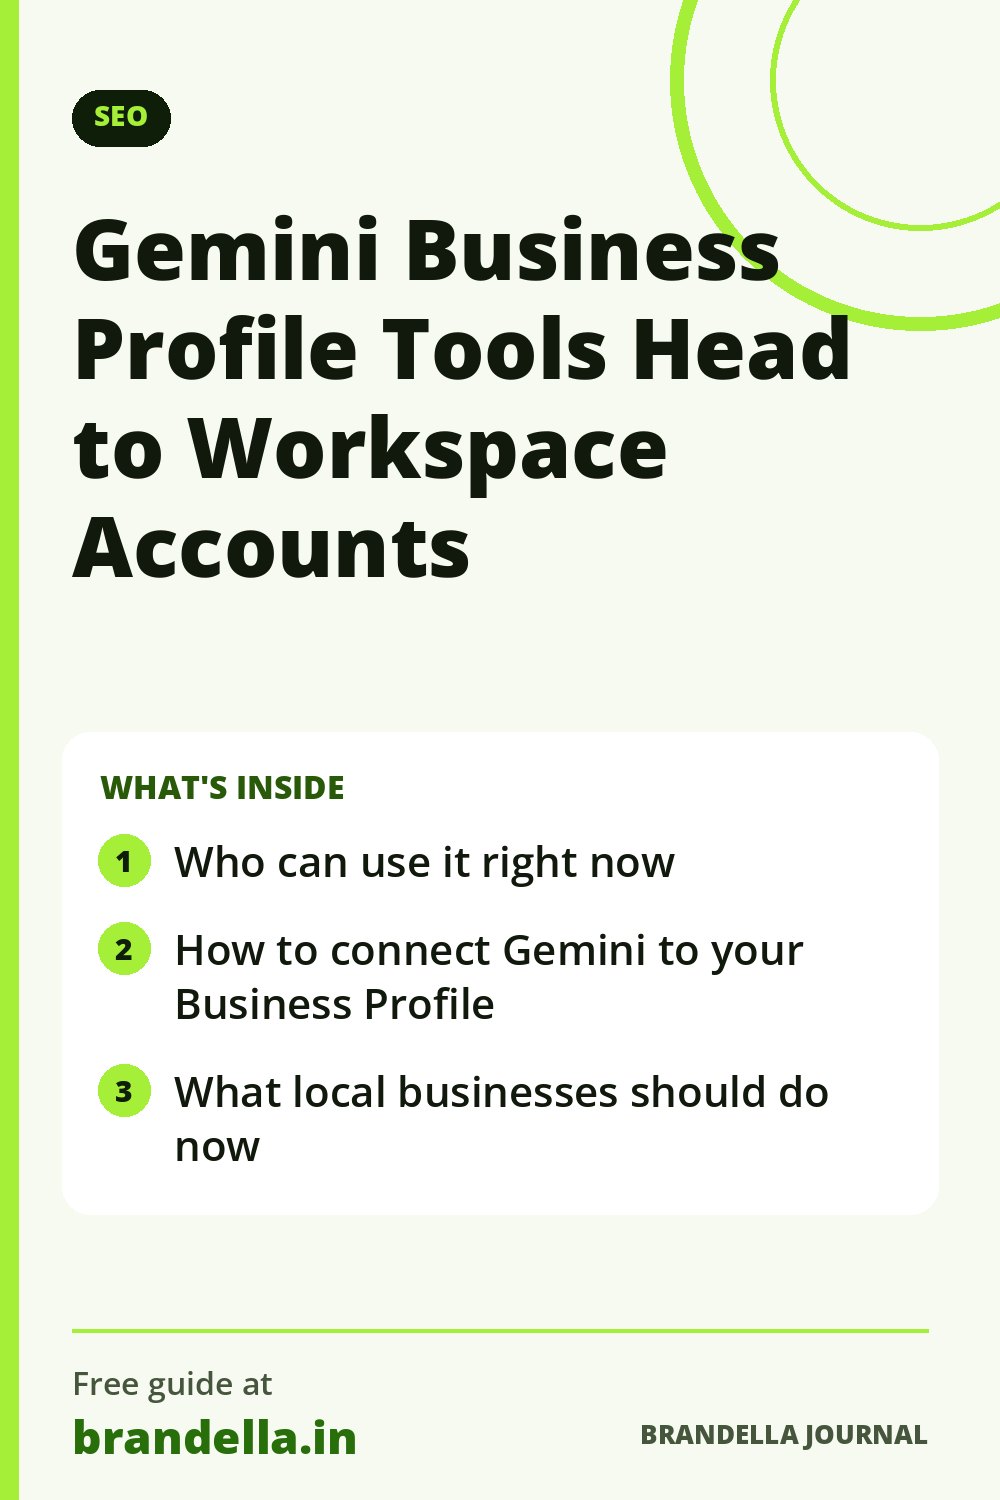 SEO
Gemini Business
Profile Tools Head
to Workspace
Accounts
WHAT'S INSIDE
1 Who can use it right now
2 How to connect Gemini to your
Business Profile
3 What local businesses should do
now
Free guide at
brandella.in
BRANDELLA JOURNAL